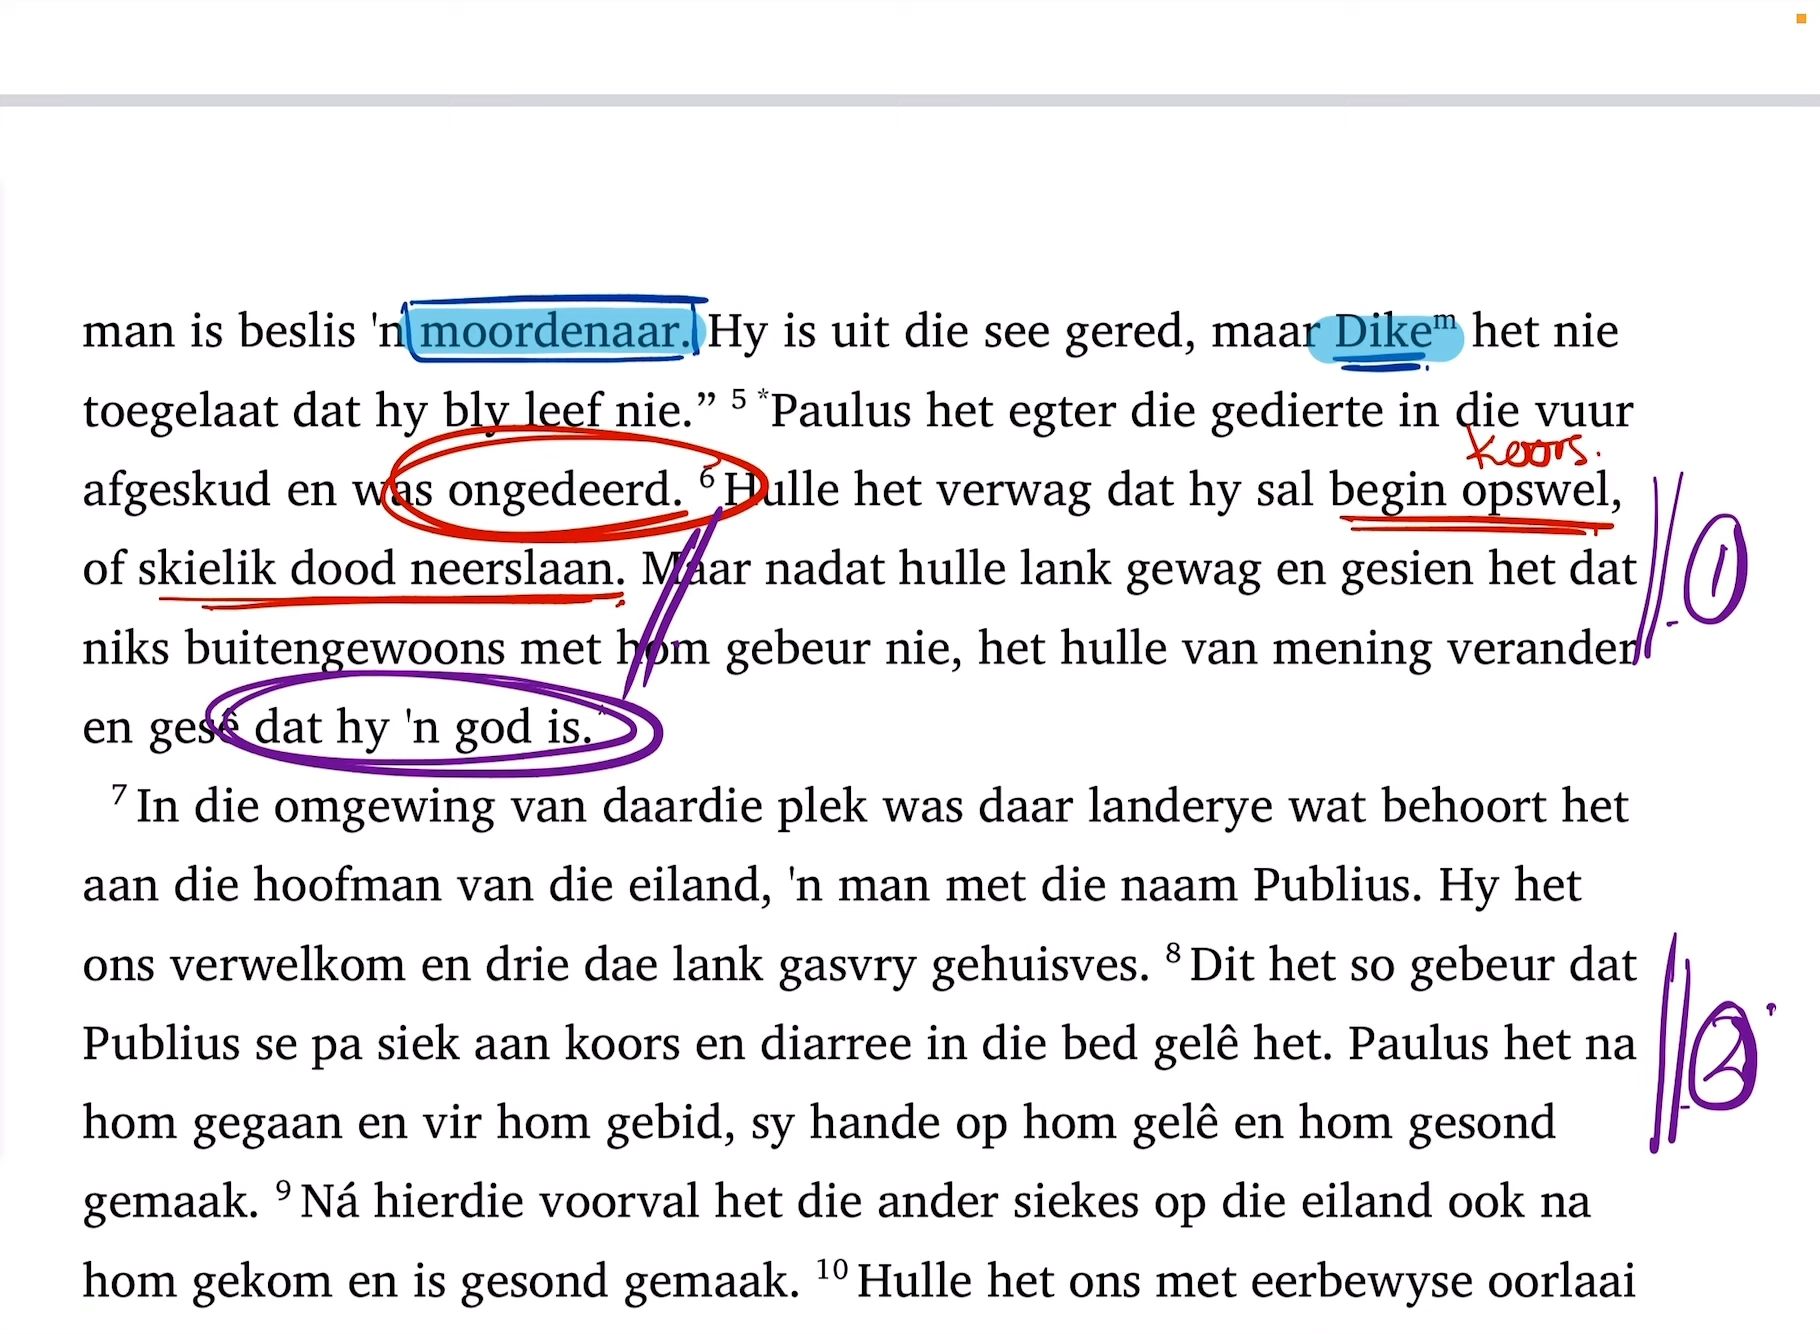 man is beslis 'n moordenaar. Hy is uit die see gered, maar Dikeᵐ het nie
toegelaat dat hy bly leef nie.” ⁵ *Paulus het egter die gedierte in die vuur
koors.
afgeskud en was ongedeerd. ⁶ Hulle het verwag dat hy sal begin opswel,
of skielik dood neerslaan. Maar nadat hulle lank gewag en gesien het dat
1
niks buitengewoons met hom gebeur nie, het hulle van mening verander
en gesê dat hy 'n god is.*
⁷ In die omgewing van daardie plek was daar landerye wat behoort het
aan die hoofman van die eiland, 'n man met die naam Publius. Hy het
ons verwelkom en drie dae lank gasvry gehuisves. ⁸ Dit het so gebeur dat
Publius se pa siek aan koors en diarree in die bed gelê het. Paulus het na
2
hom gegaan en vir hom gebid, sy hande op hom gelê en hom gesond
gemaak. ⁹ Ná hierdie voorval het die ander siekes op die eiland ook na
hom gekom en is gesond gemaak. ¹⁰ Hulle het ons met eerbewyse oorlaai